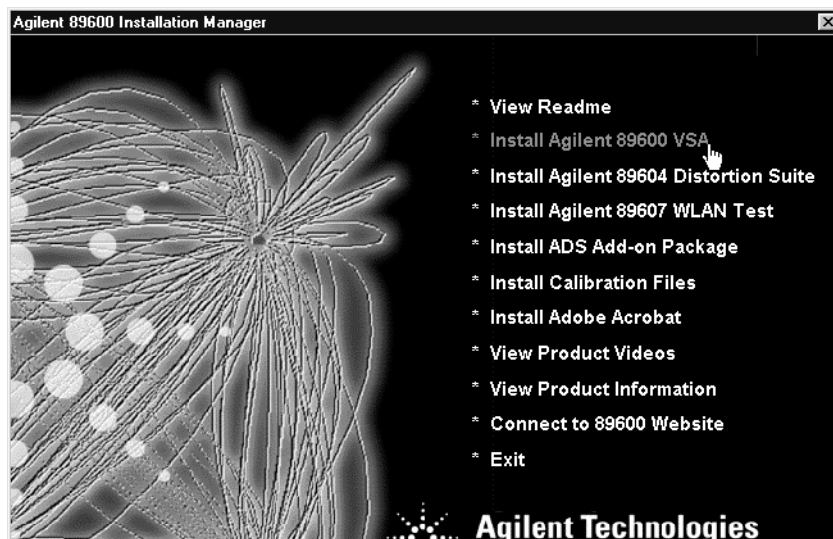 Agilent 89600 Installation Manager
* View Readme
* Install Agilent 89600 VSA
* Install Agilent 89604 Distortion Suite
* Install Agilent 89607 WLAN Test
* Install ADS Add-on Package
* Install Calibration Files
* Install Adobe Acrobat
* View Product Videos
* View Product Information
* Connect to 89600 Website
* Exit
Agilent Technologies